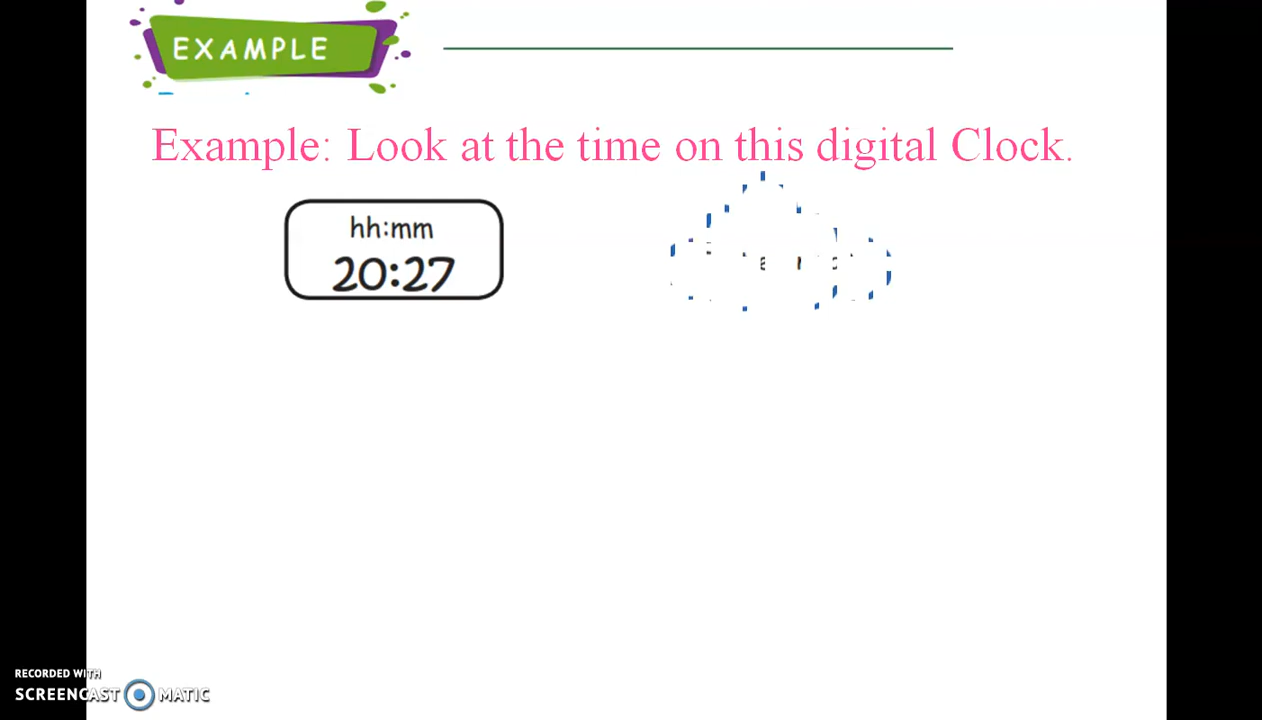 EXAMPLE
Example: Look at the time on this digital Clock.
hh:mm
20:27
RECORDED WITH
SCREENCAST MATIC